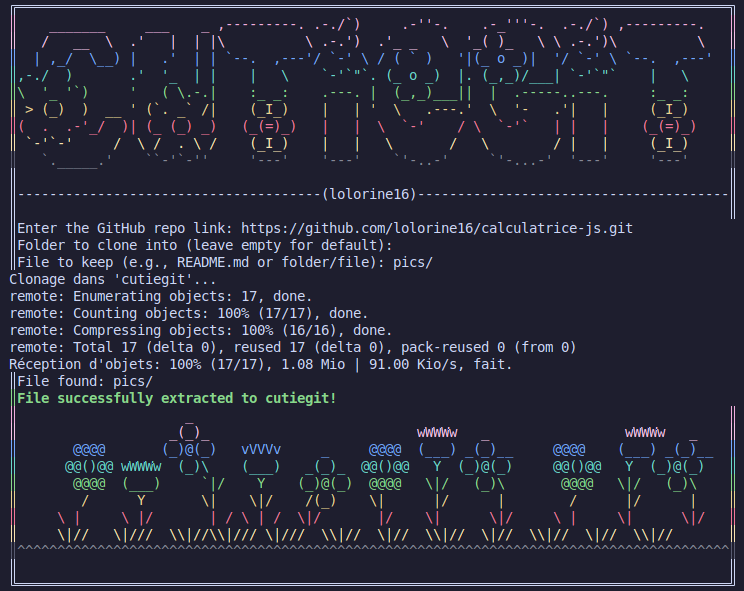 CUTIEGIT
(lolorine16)
Enter the GitHub repo link: https://github.com/lolorine16/calculatrice-js.git
Folder to clone into (leave empty for default):
File to keep (e.g., README.md or folder/file): pics/
Clonage dans 'cutiegit'...
remote: Enumerating objects: 17, done.
remote: Counting objects: 100% (17/17), done.
remote: Compressing objects: 100% (16/16), done.
remote: Total 17 (delta 0), reused 17 (delta 0), pack-reused 0 (from 0)
Réception d'objets: 100% (17/17), 1.08 Mio | 91.00 Kio/s, fait.
File found: pics/
File successfully extracted to cutiegit!